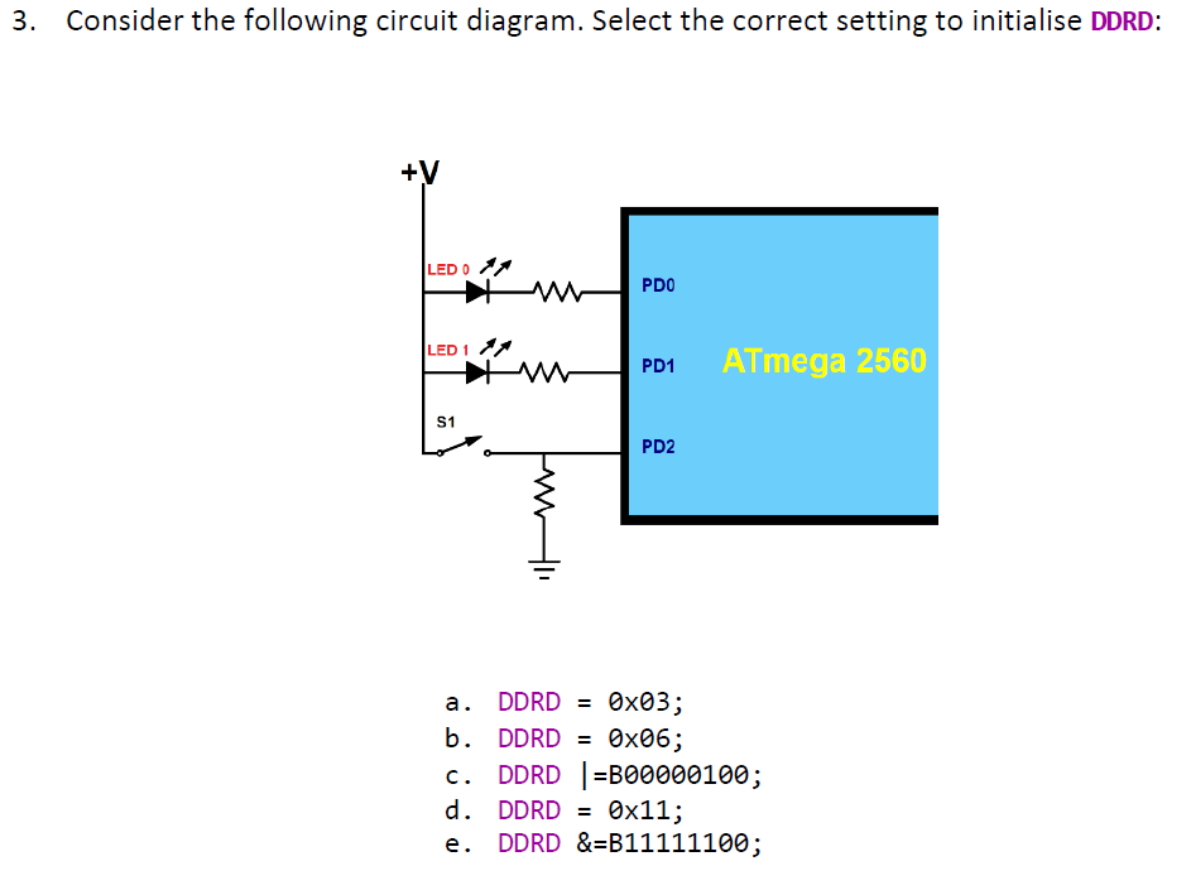 3. Consider the following circuit diagram. Select the correct setting to initialise DDRD:
+V
LED 0
PD0
LED 1
PD1
ATmega 2560
S1
PD2
a. DDRD = 0x03;
b. DDRD = 0x06;
c. DDRD |=B00000100;
d. DDRD = 0x11;
e. DDRD &=B11111100;